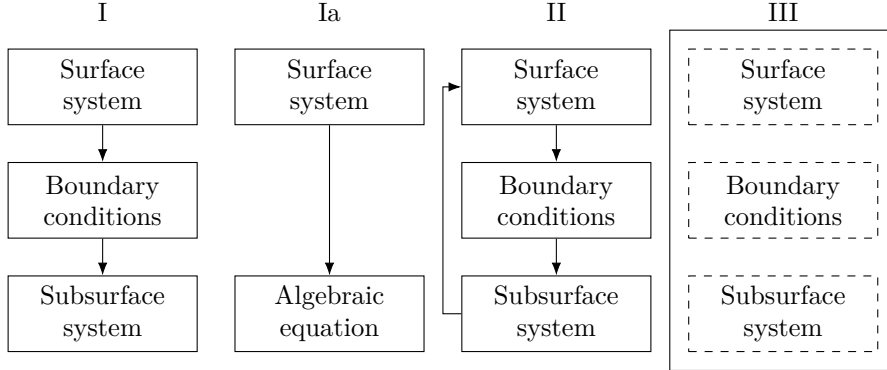 I
Ia
II
III
Surface
system
Surface
system
Surface
system
Surface
system
Boundary
conditions
Boundary
conditions
Boundary
conditions
Subsurface
system
Algebraic
equation
Subsurface
system
Subsurface
system